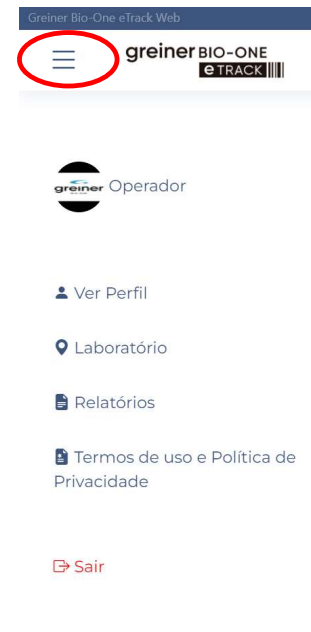 Greiner Bio-One eTrack Web
greiner BIO-ONE
eTRACK
greiner
Operador
Ver Perfil
Laboratório
Relatórios
Termos de uso e Política de
Privacidade
Sair